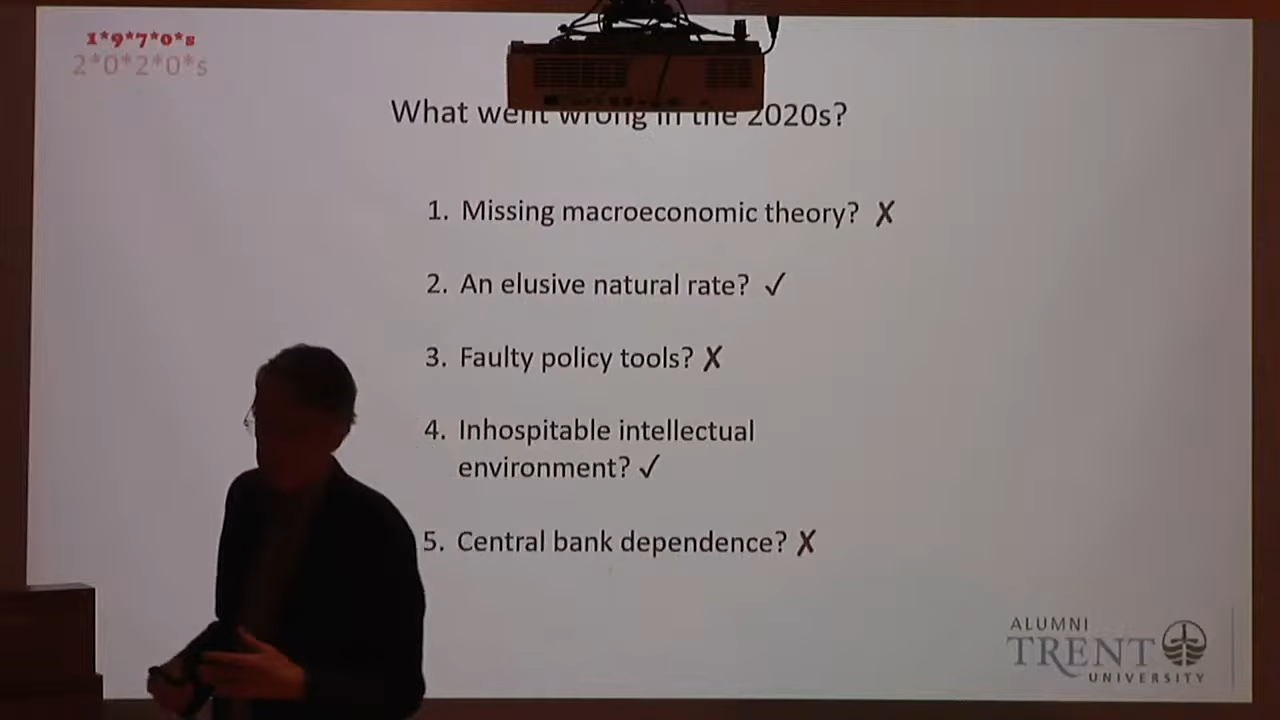 1*9*7*0*s
2*0*2*0*s
What went wrong in the 2020s?
1. Missing macroeconomic theory? ✗
2. An elusive natural rate? ✓
3. Faulty policy tools? ✗
4. Inhospitable intellectual
environment? ✓
5. Central bank dependence? ✗
ALUMNI
TRENT
UNIVERSITY